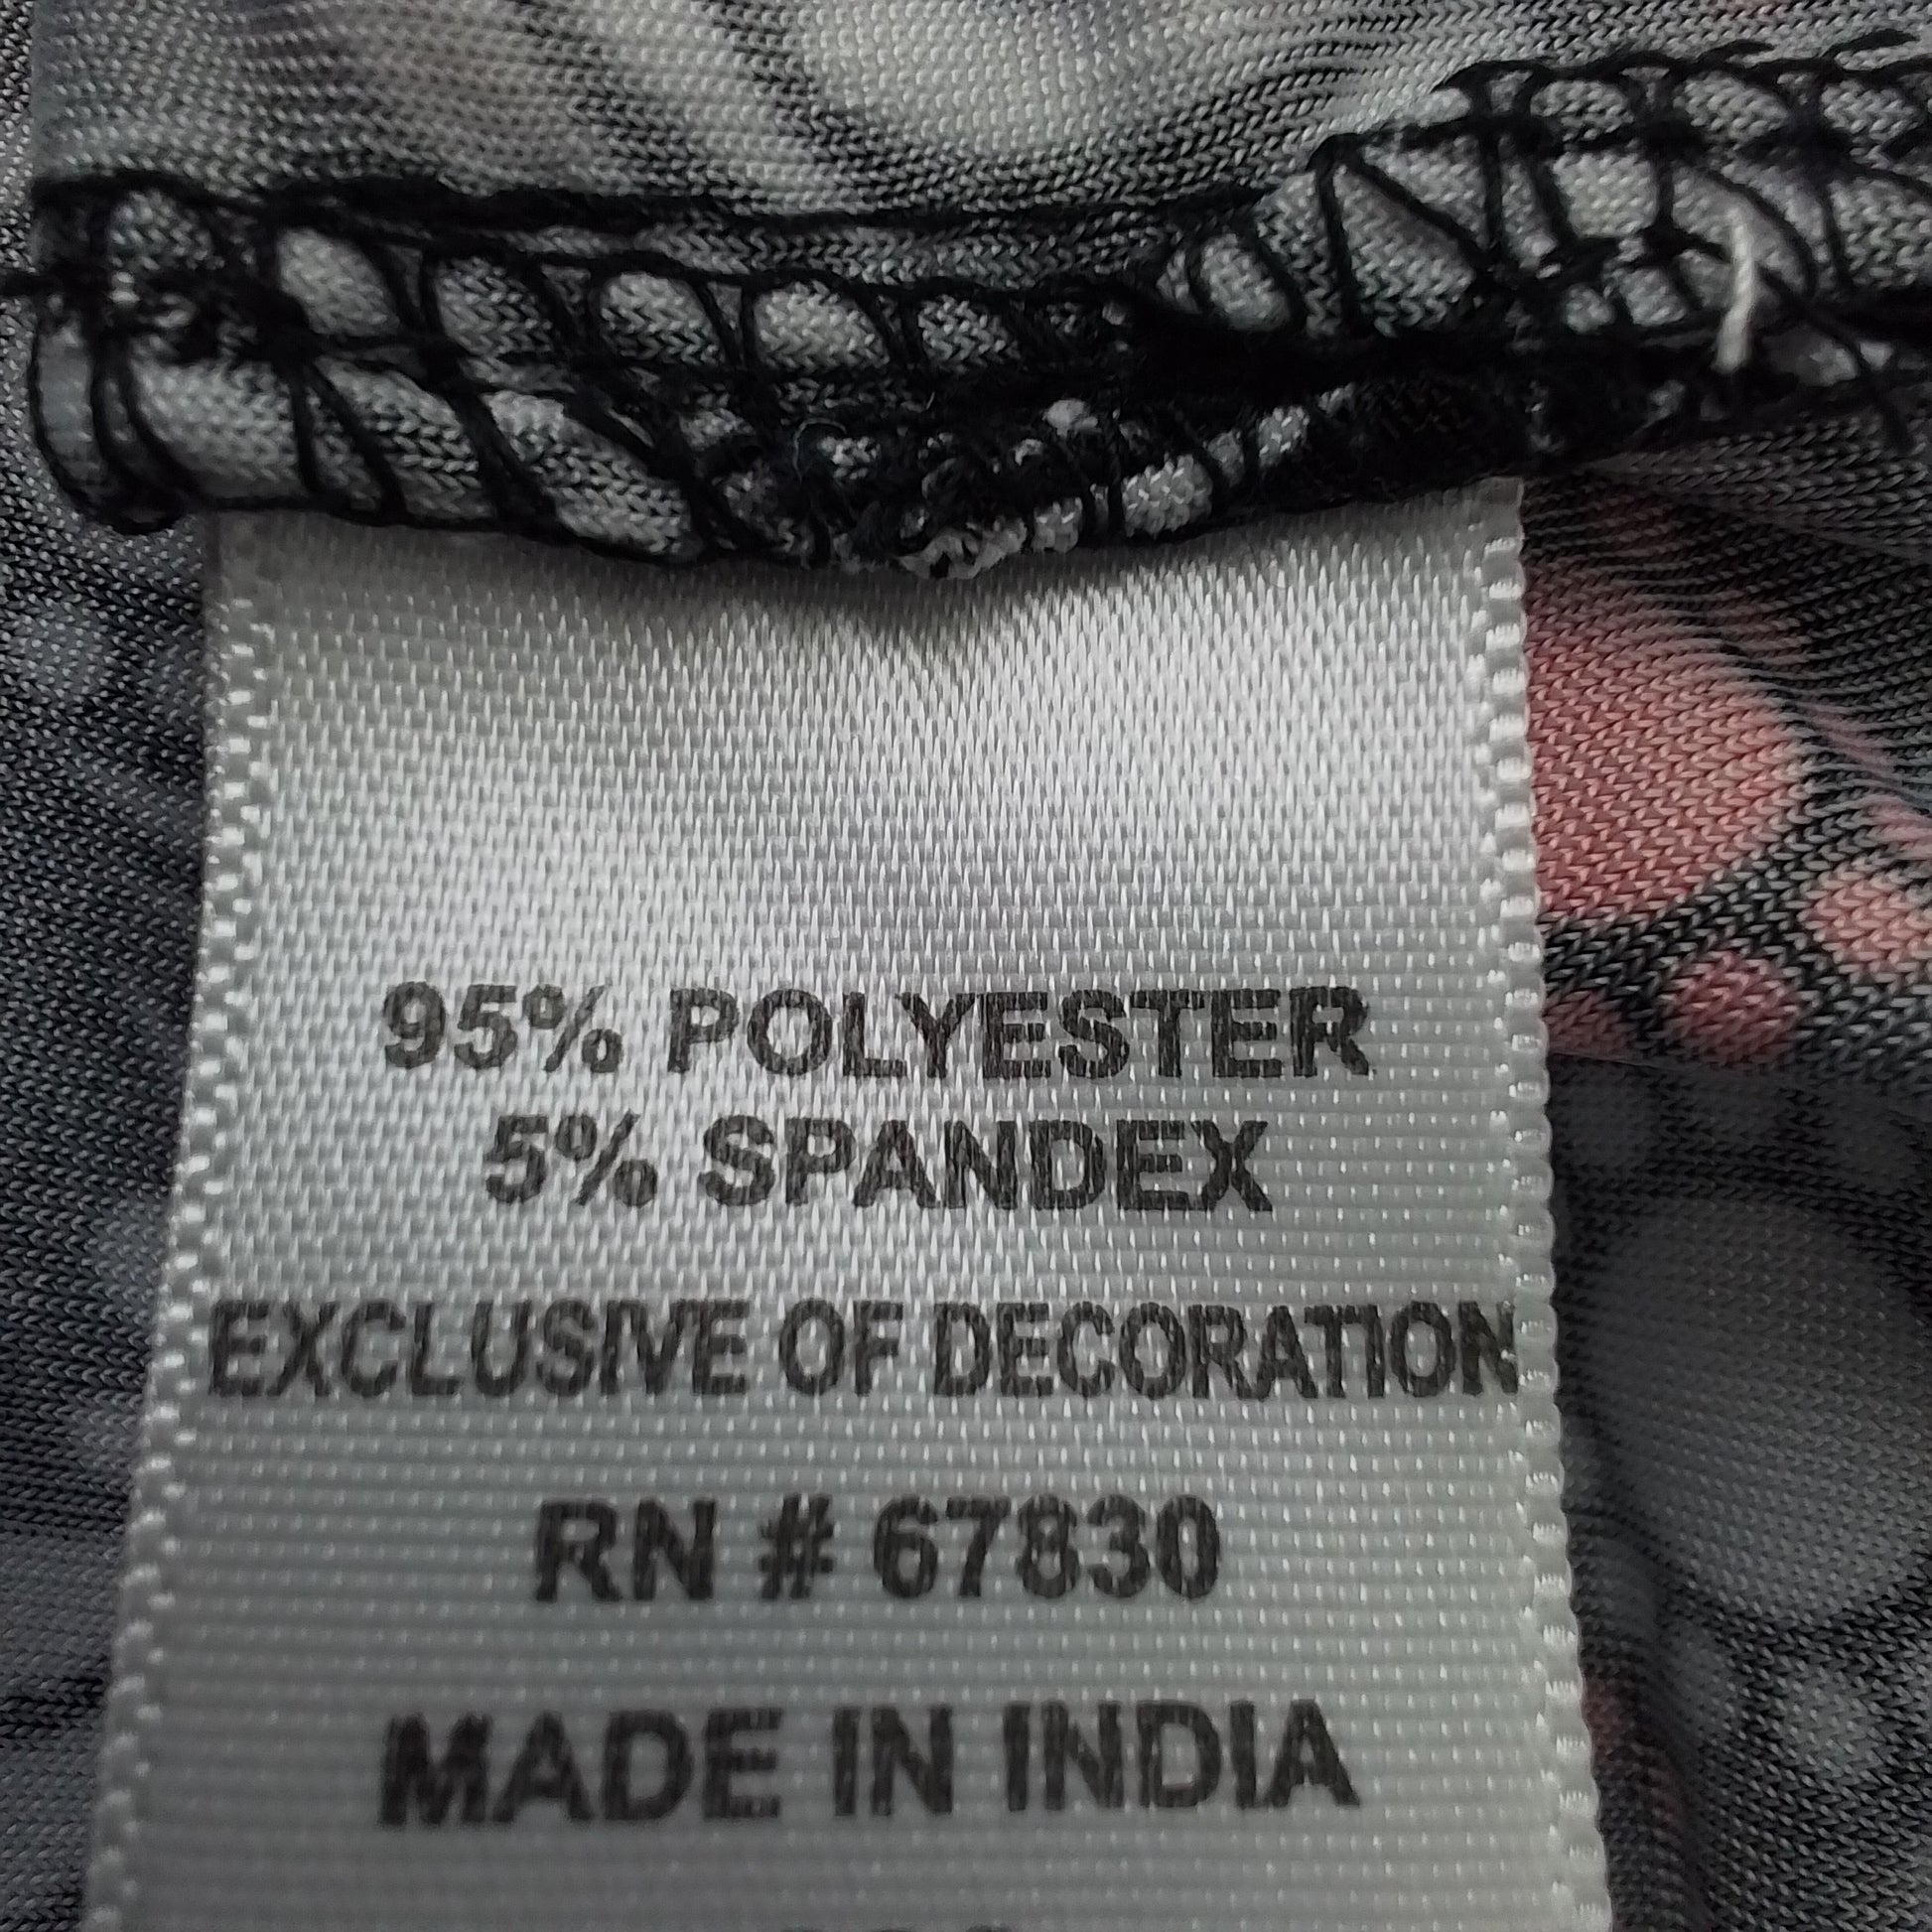 95% POLYESTER
5% SPANDEX
EXCLUSIVE OF DECORATION
RN # 67830
MADE IN INDIA